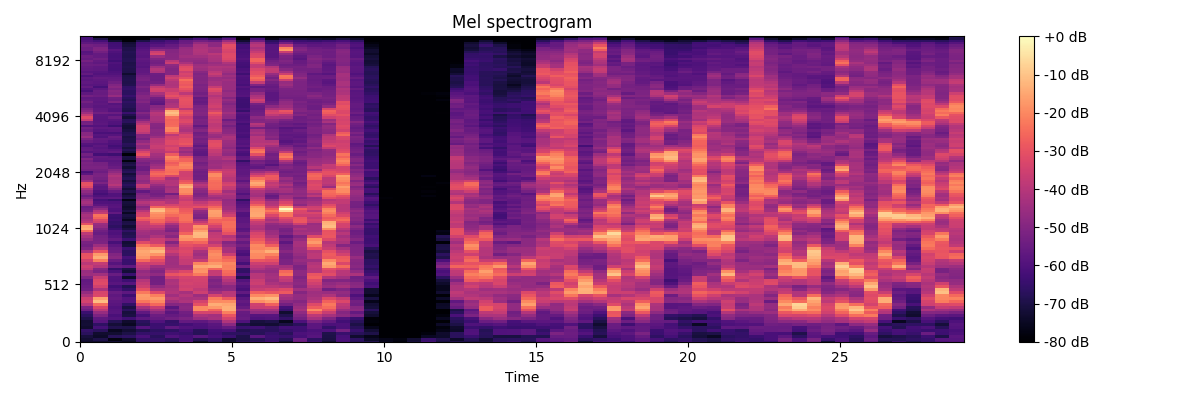 Mel spectrogram
8192
4096
2048
1024
512
0
Hz
0 5 10 15 20 25
Time
+0 dB
-10 dB
-20 dB
-30 dB
-40 dB
-50 dB
-60 dB
-70 dB
-80 dB